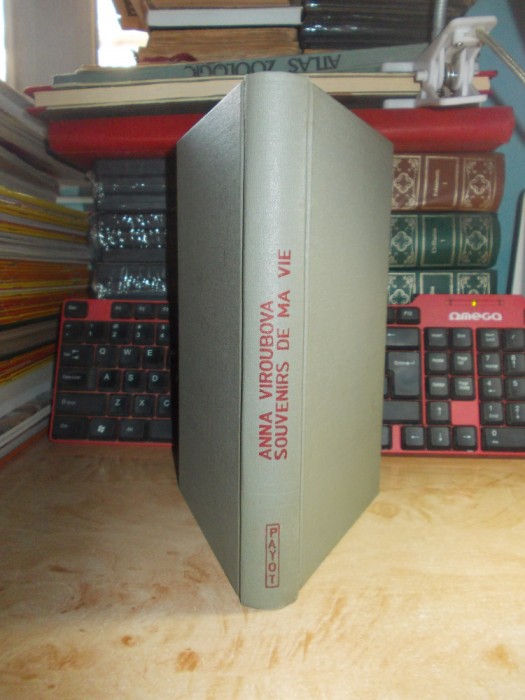 ATLAS ZOOLOGIC
ANNA VIROUBOVA
SOUVENIRS DE MA VIE
PAYOT
omega
Q W E
A S D
Z X C